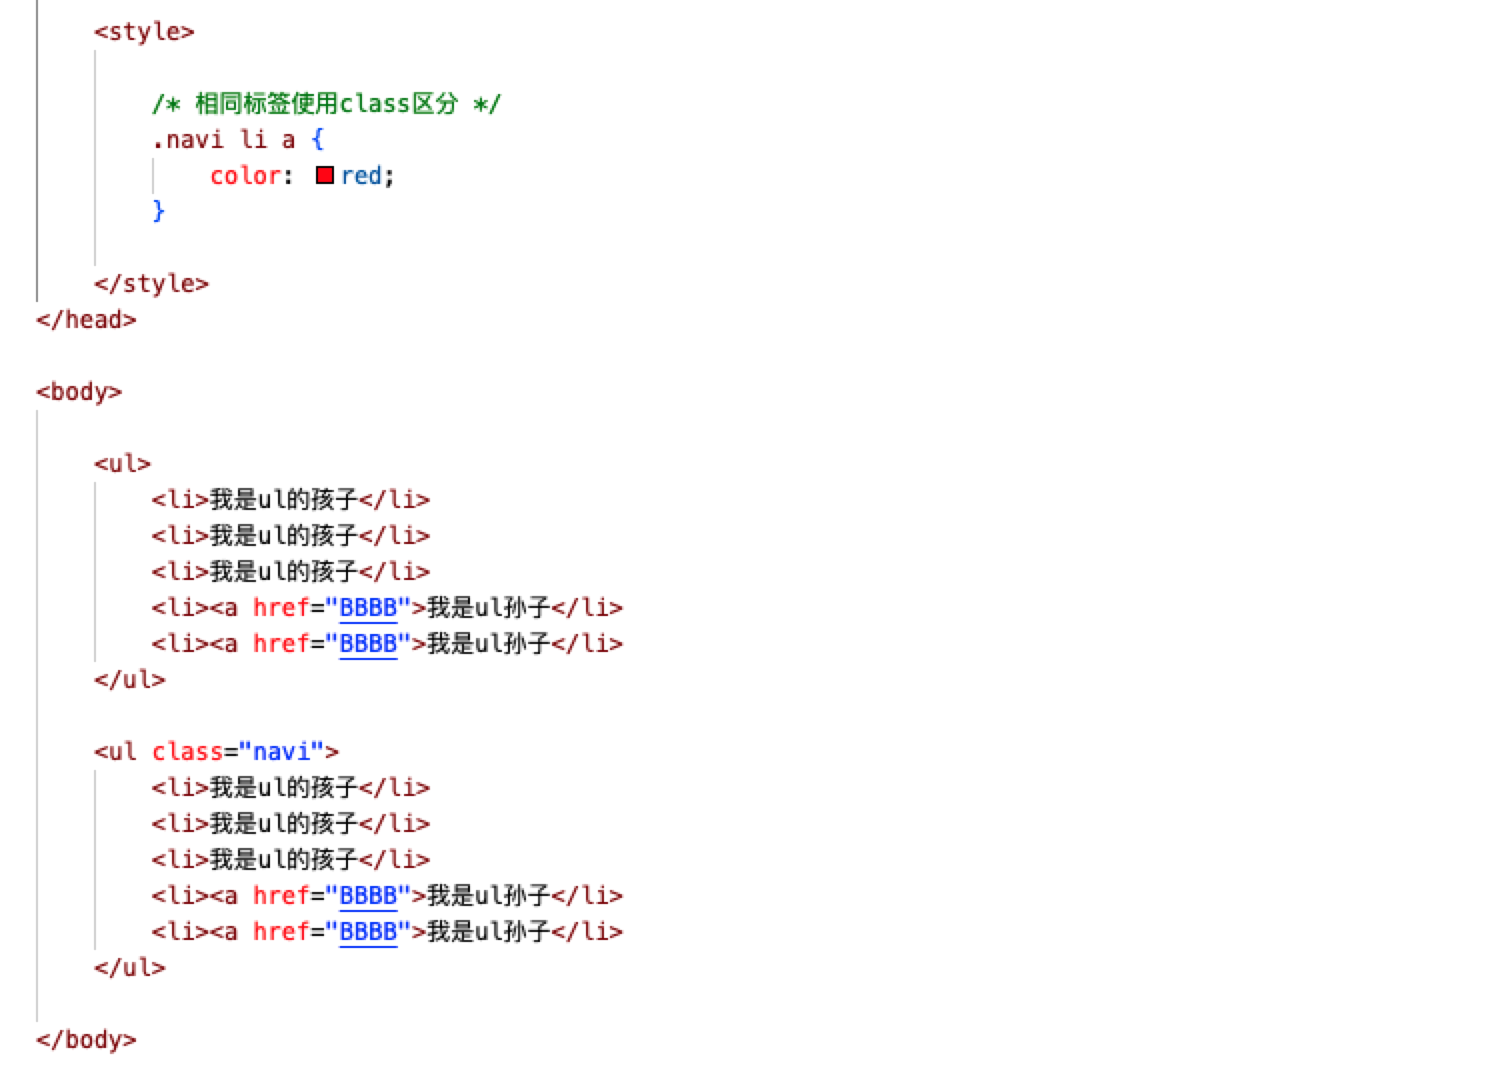 <style>
/* 相同标签使用class区分 */
.navi li a {
color: red;
}
</style>
</head>
<body>
<ul>
<li>我是ul的孩子</li>
<li>我是ul的孩子</li>
<li>我是ul的孩子</li>
<li><a href="BBBB">我是ul孙子</li>
<li><a href="BBBB">我是ul孙子</li>
</ul>
<ul class="navi">
<li>我是ul的孩子</li>
<li>我是ul的孩子</li>
<li>我是ul的孩子</li>
<li><a href="BBBB">我是ul孙子</li>
<li><a href="BBBB">我是ul孙子</li>
</ul>
</body>